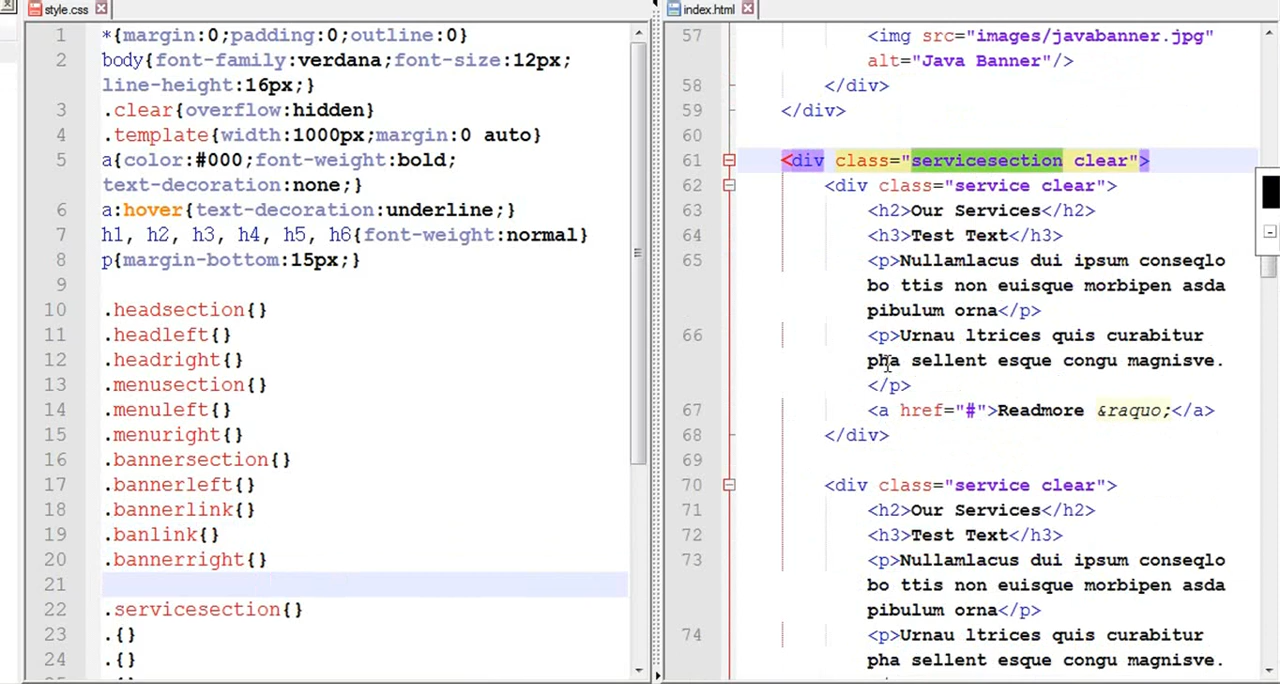 style.css
1 *{margin:0;padding:0;outline:0}
2 body{font-family:verdana;font-size:12px;
line-height:16px;}
3 .clear{overflow:hidden}
4 .template{width:1000px;margin:0 auto}
5 a{color:#000;font-weight:bold;
text-decoration:none;}
6 a:hover{text-decoration:underline;}
7 h1, h2, h3, h4, h5, h6{font-weight:normal}
8 p{margin-bottom:15px;}
9
10 .headsection{}
11 .headleft{}
12 .headright{}
13 .menusection{}
14 .menuleft{}
15 .menuright{}
16 .bannersection{}
17 .bannerleft{}
18 .bannerlink{}
19 .banlink{}
20 .bannerright{}
21
22 .servicesection{}
23 .{}
24 .{}
index.html
57 <img src="images/javabanner.jpg"
alt="Java Banner"/>
58 </div>
59 </div>
60
61 <div class="servicesection clear">
62 <div class="service clear">
63 <h2>Our Services</h2>
64 <h3>Test Text</h3>
65 <p>Nullamlacus dui ipsum conseqlo
bo ttis non euisque morbipen asda
pibulum orna</p>
66 <p>Urnau ltrices quis curabitur
pha sellent esque congu magnisve.
</p>
67 <a href="#">Readmore &raquo;</a>
68 </div>
69
70 <div class="service clear">
71 <h2>Our Services</h2>
72 <h3>Test Text</h3>
73 <p>Nullamlacus dui ipsum conseqlo
bo ttis non euisque morbipen asda
pibulum orna</p>
74 <p>Urnau ltrices quis curabitur
pha sellent esque congu magnisve.